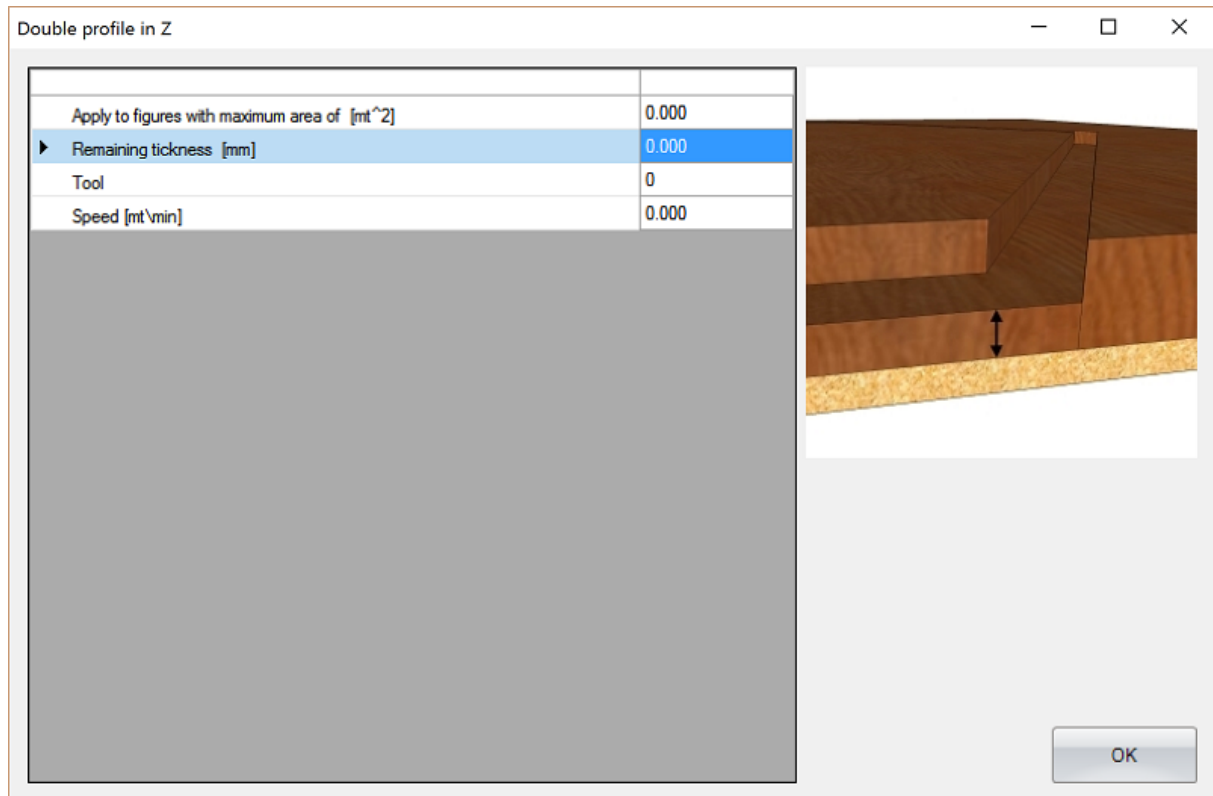 Double profile in Z
Apply to figures with maximum area of [mt^2] 0.000
Remaining tickness [mm] 0.000
Tool 0
Speed [mt\min] 0.000
OK